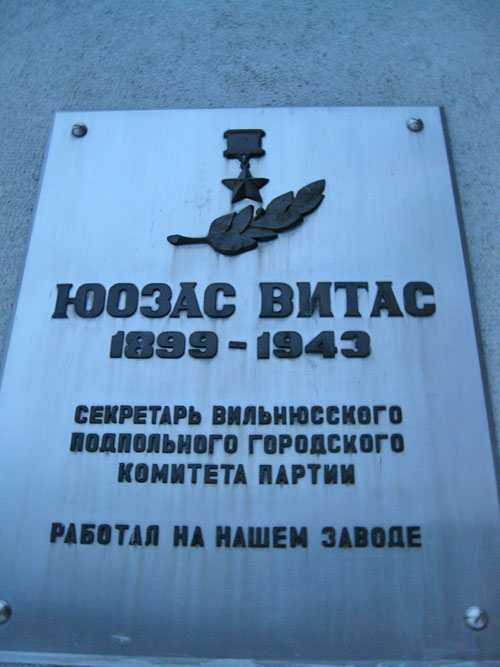 ЮОЗАС ВИТАС
1899-1943
СЕКРЕТАРЬ ВИЛЬНЮССКОГО
ПОДПОЛЬНОГО ГОРОДСКОГО
КОМИТЕТА ПАРТИИ
РАБОТАЛ НА НАШЕМ ЗАВОДЕ